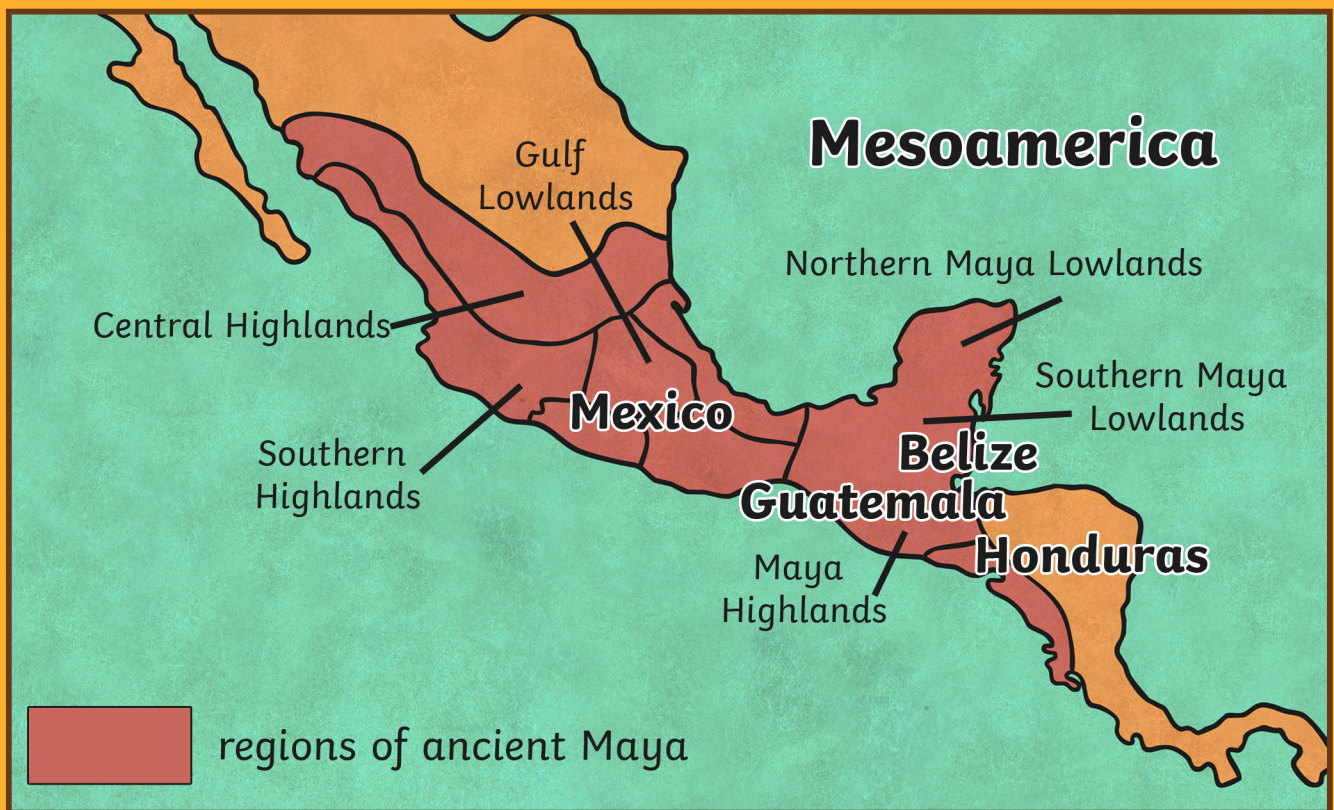 Mesoamerica
Gulf
Lowlands
Northern Maya Lowlands
Central Highlands
Southern Maya
Lowlands
Mexico
Southern
Highlands
Belize
Guatemala
Honduras
Maya
Highlands
regions of ancient Maya